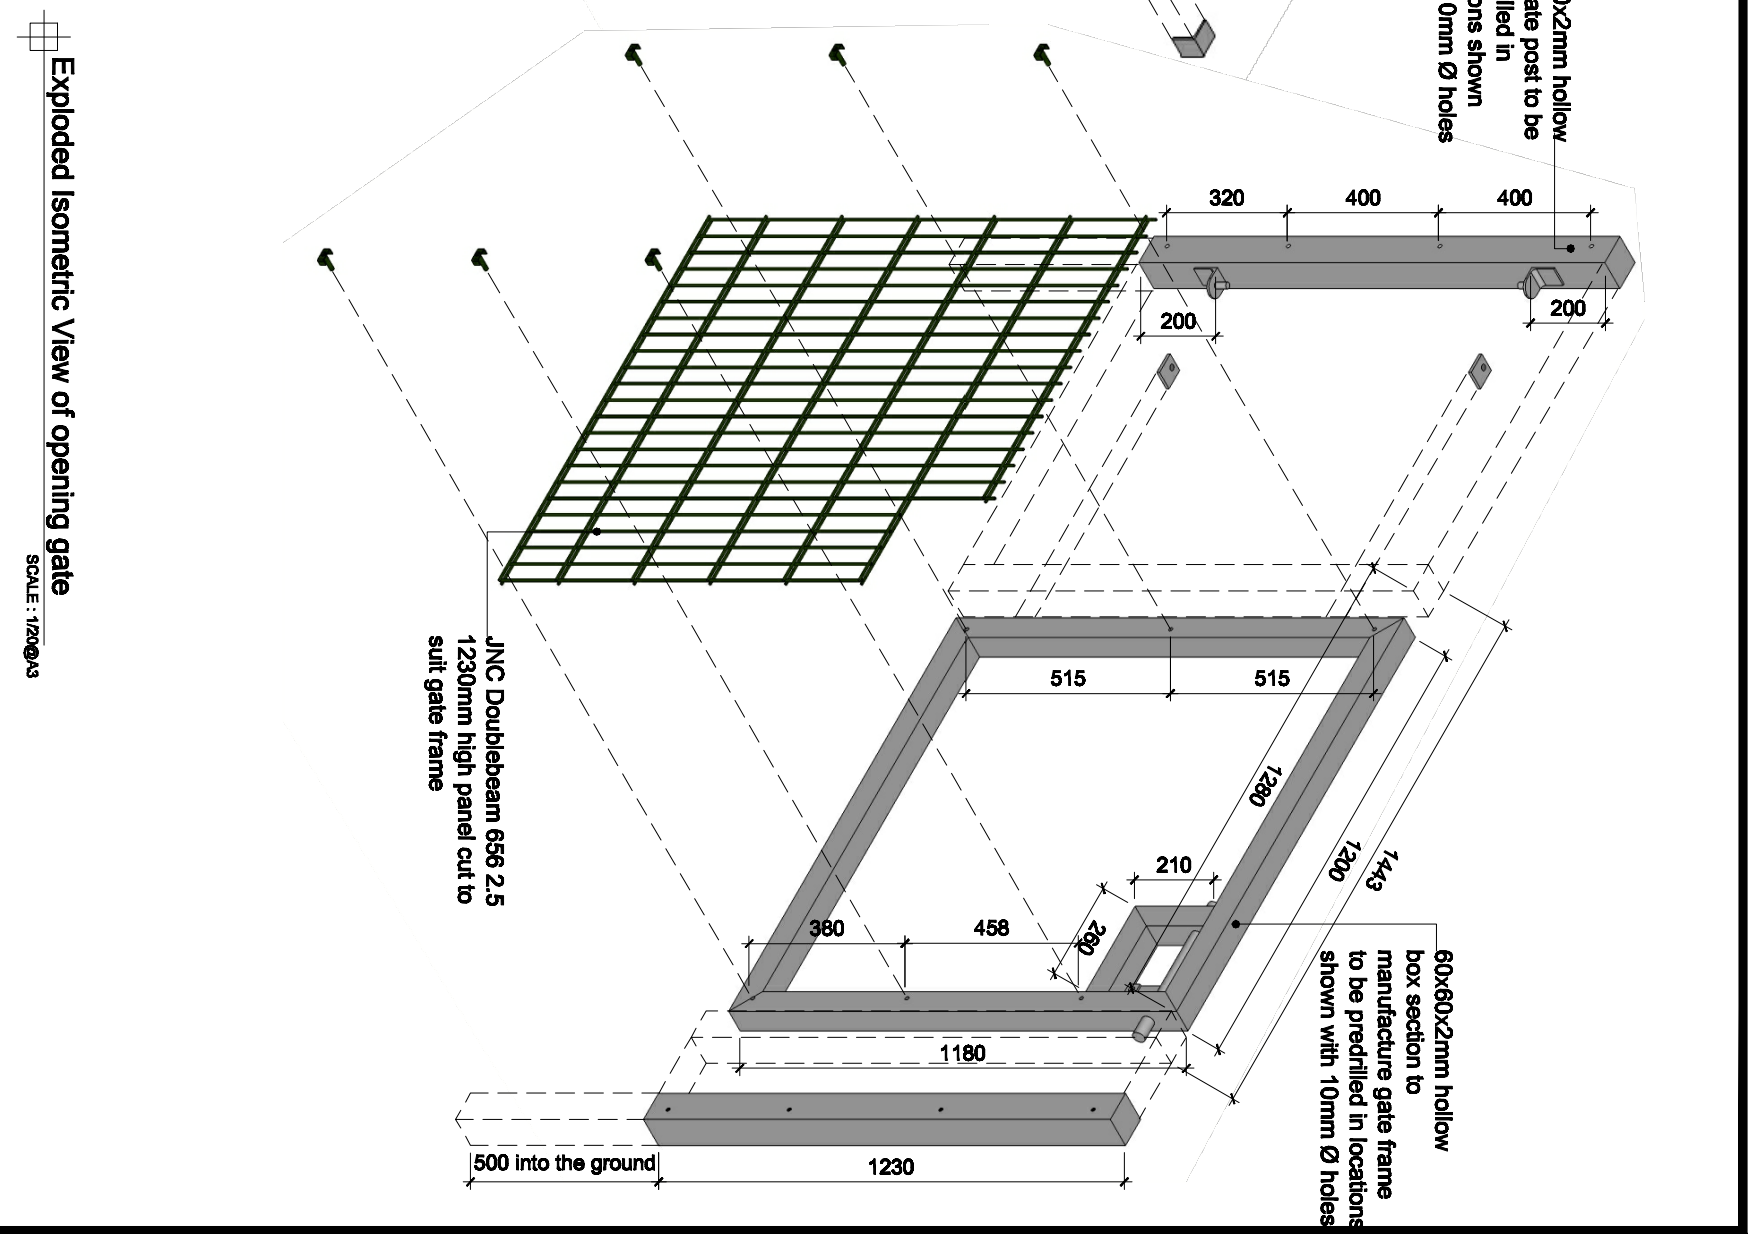 0x2mm hollow
ate post to be
lled in
ons shown
0mm Ø holes
320
400
400
200
200
515
515
1280
1200
1443
210
260
380
458
1180
500 into the ground
1230
JNC Doublebeam 656 2.5
1230mm high panel cut to
suit gate frame
60x60x2mm hollow
box section to
manufacture gate frame
to be predrilled in locations
shown with 10mm Ø holes
Exploded Isometric View of opening gate
SCALE : 1/20@A3